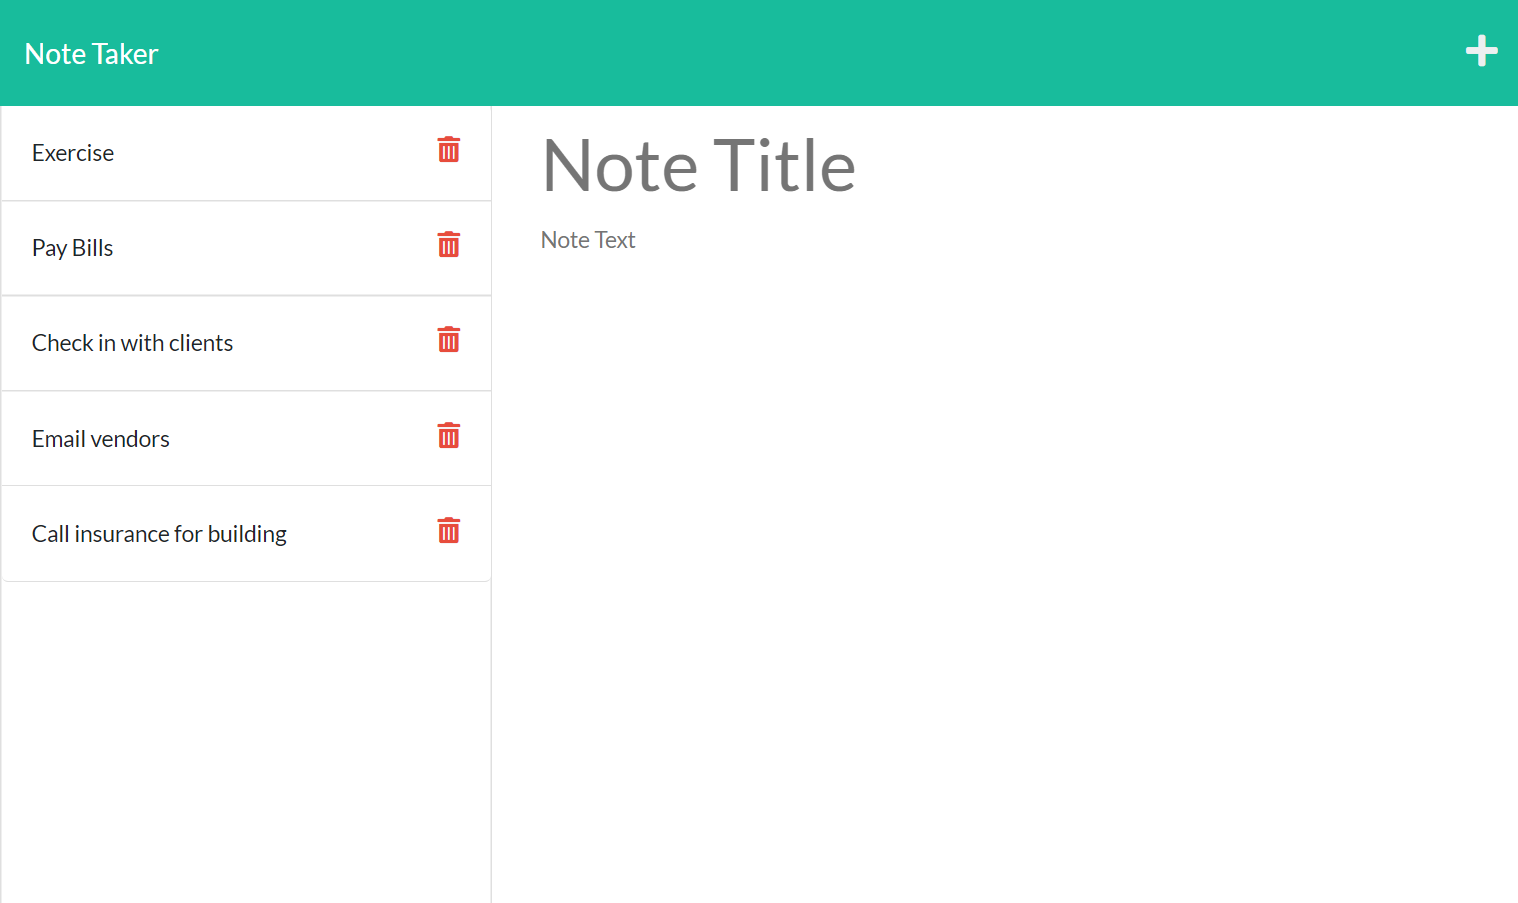 Note Taker
Exercise
Pay Bills
Check in with clients
Email vendors
Call insurance for building
Note Title
Note Text